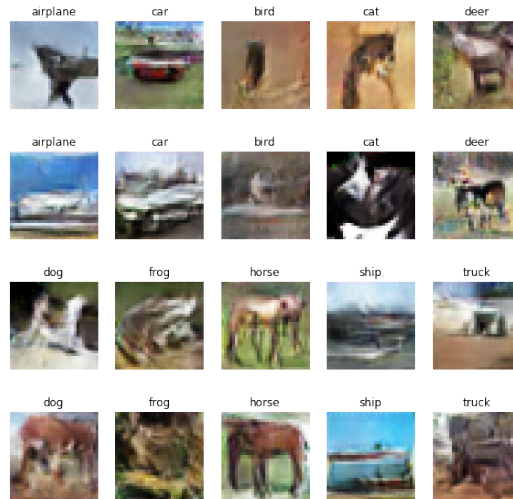 airplane car bird cat deer
airplane car bird cat deer
dog frog horse ship truck
dog frog horse ship truck